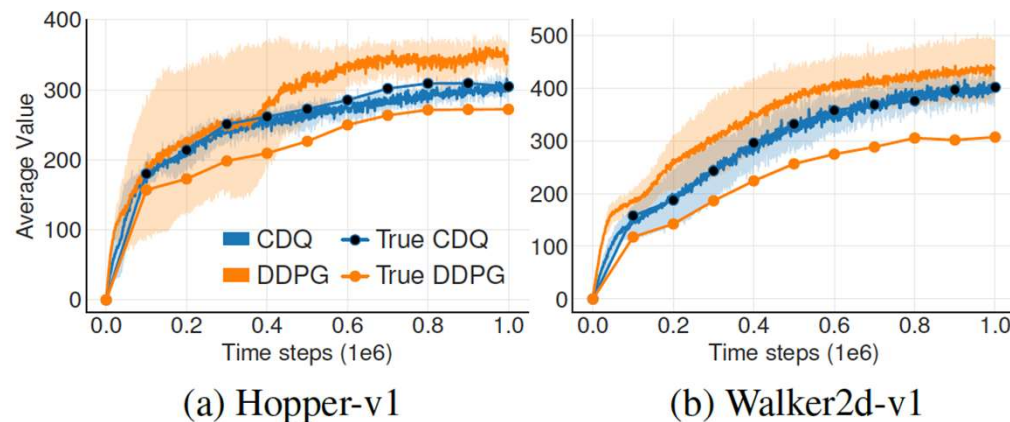 400
300
200
100
0
Average Value
CDQ
True CDQ
DDPG
True DDPG
0.0 0.2 0.4 0.6 0.8 1.0
Time steps (1e6)
(a) Hopper-v1
500
400
300
200
100
0
0.0 0.2 0.4 0.6 0.8 1.0
Time steps (1e6)
(b) Walker2d-v1